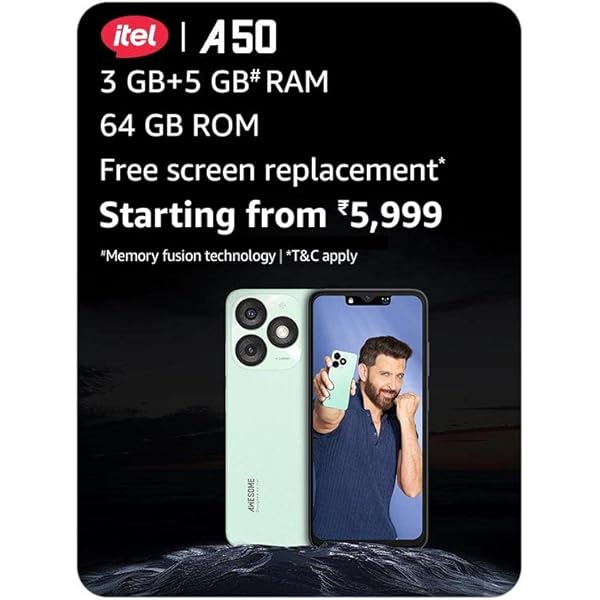 itel | A50
3 GB+5 GB# RAM
64 GB ROM
Free screen replacement*
Starting from ₹5,999
#Memory fusion technology | *T&C apply
AWESOME